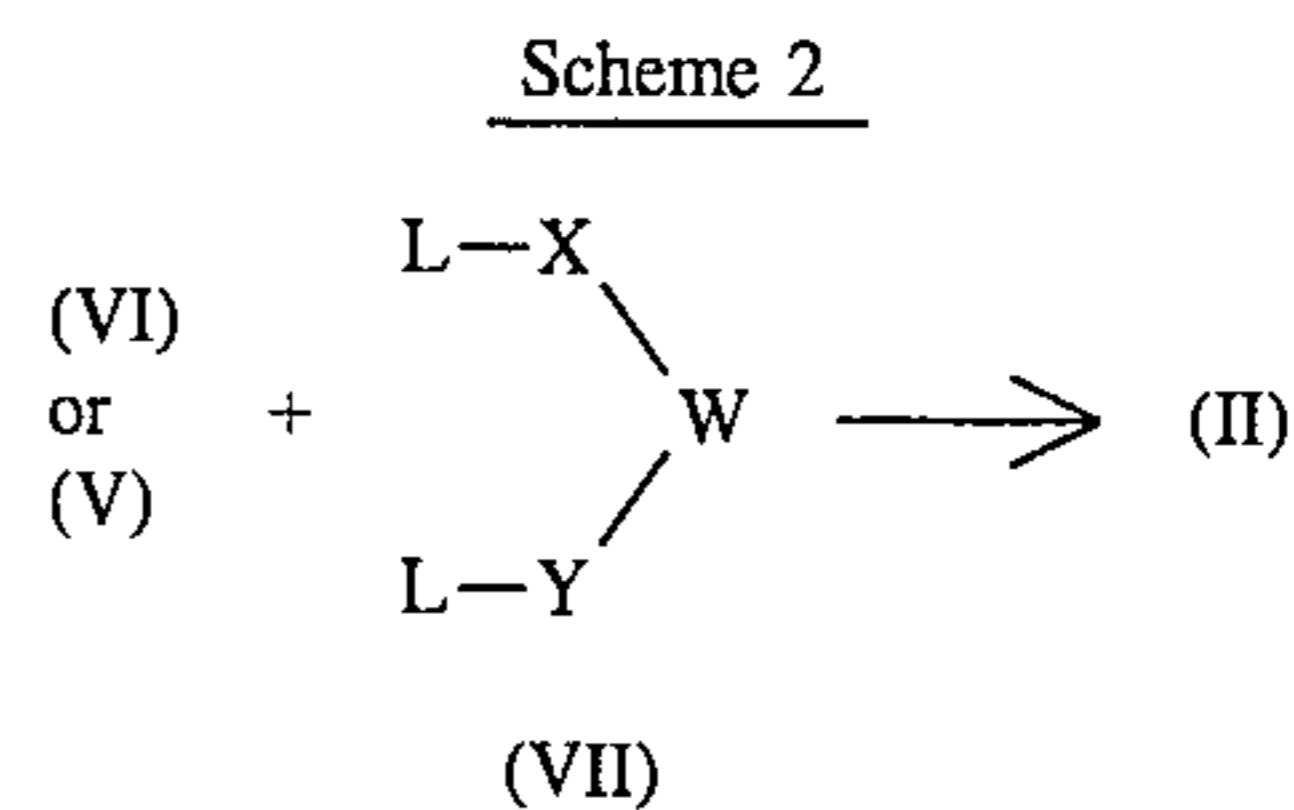 Scheme 2
L—X
(VI)
or + W (II)
(V)
L—Y
(VII)